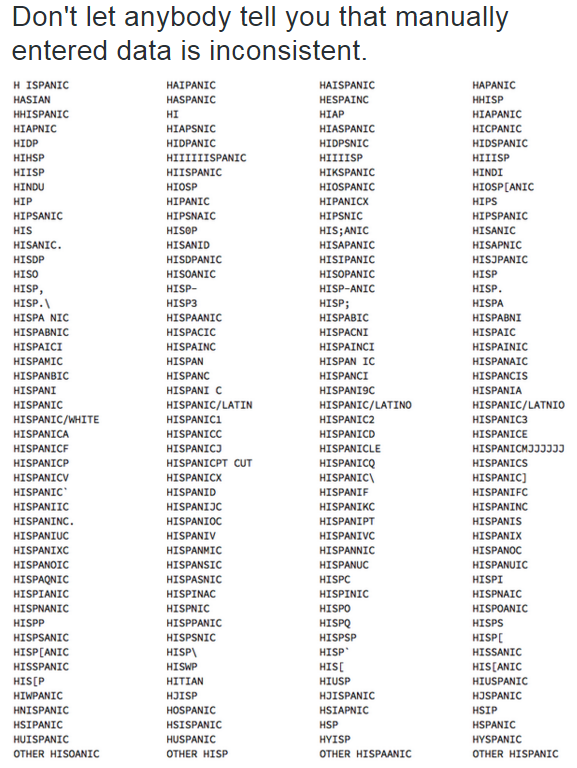 Don't let anybody tell you that manually
entered data is inconsistent.
H ISPANIC HAIPANIC HAISPANIC HAPANIC
HASIAN HASPANIC HESPAINC HHISP
HHISPANIC HI HIAP HIAPANIC
HIAPNIC HIAPSNIC HIASPANIC HICPANIC
HIDP HIDPANIC HIDPSNIC HIDSPANIC
HIHSP HIIIIIISPANIC HIIIISP HIIISP
HIISP HIISPANIC HIKSPANIC HINDI
HINDU HIOSP HIOSPANIC HIOSP[ANIC
HIP HIPANIC HIPANICX HIPS
HIPSANIC HIPSNAIC HIPSNIC HIPSPANIC
HIS HIS0P HIS;ANIC HISANIC
HISANIC. HISANID HISAPANIC HISAPNIC
HISDP HISDPANIC HISIPANIC HISJPANIC
HISO HISOANIC HISOPANIC HISP
HISP, HISP- HISP-ANIC HISP.
HISP.\ HISP3 HISP; HISPA
HISPA NIC HISPAANIC HISPABIC HISPABNI
HISPABNIC HISPACIC HISPACNI HISPAIC
HISPAICI HISPAINC HISPAINCI HISPAINIC
HISPAMIC HISPAN HISPAN IC HISPANAIC
HISPANBIC HISPANC HISPANCI HISPANCIS
HISPANI HISPANI C HISPANI9C HISPANIA
HISPANIC HISPANIC/LATIN HISPANIC/LATINO HISPANIC/LATNIO
HISPANIC/WHITE HISPANIC1 HISPANIC2 HISPANIC3
HISPANICA HISPANICC HISPANICD HISPANICE
HISPANICF HISPANICJ HISPANICLE HISPANICMJJJJJJ
HISPANICP HISPANICPT CUT HISPANICQ HISPANICS
HISPANICV HISPANICX HISPANIC\ HISPANIC]
HISPANIC` HISPANID HISPANIF HISPANIFC
HISPANIIC HISPANIJC HISPANIKC HISPANINC
HISPANINC. HISPANIOC HISPANIPT HISPANIS
HISPANIUC HISPANIV HISPANIVC HISPANIX
HISPANIXC HISPANMIC HISPANNIC HISPANOC
HISPANOIC HISPANSIC HISPANUC HISPANUIC
HISPAQNIC HISPASNIC HISPC HISPI
HISPIANIC HISPINAC HISPINIC HISPNAIC
HISPNANIC HISPNIC HISPO HISPOANIC
HISPP HISPPANIC HISPQ HISPS
HISPSANIC HISPSNIC HISPSP HISP[
HISP[ANIC HISP\ HISP` HISSANIC
HISSPANIC HISWP HIS[ HIS[ANIC
HIS[P HITIAN HIUSP HIUSPANIC
HIWPANIC HJISP HJISPANIC HJSPANIC
HNISPANIC HOSPANIC HSIAPNIC HSIP
HSIPANIC HSISPANIC HSP HSPANIC
HUISPANIC HUSPANIC HYISP HYSPANIC
OTHER HISOANIC OTHER HISP OTHER HISPAANIC OTHER HISPANIC